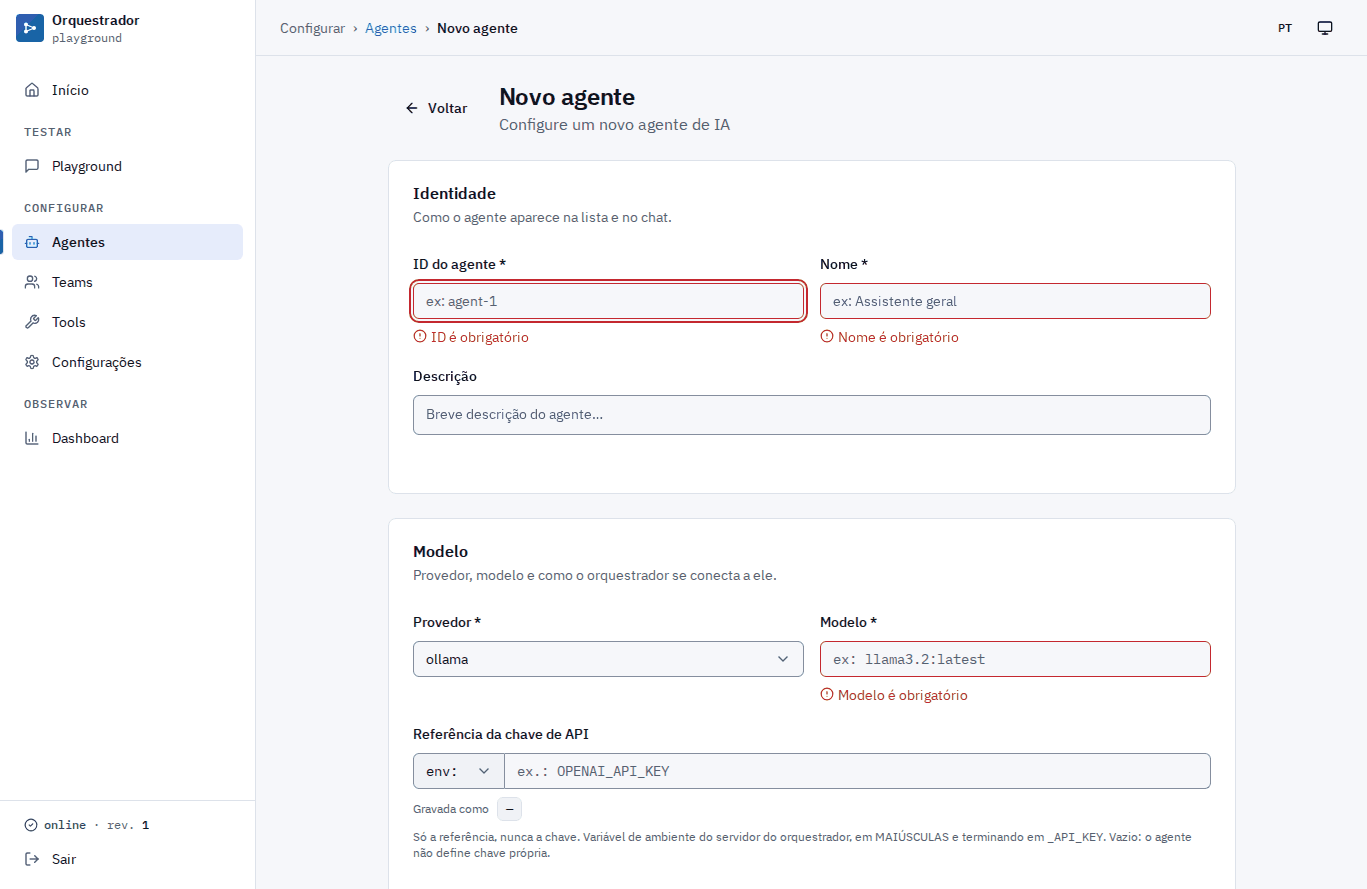 Orquestrador
playground
Início
TESTAR
Playground
CONFIGURAR
Agentes
Teams
Tools
Configurações
OBSERVAR
Dashboard
online · rev. 1
Sair
Configurar › Agentes › Novo agente
PT
Voltar
Novo agente
Configure um novo agente de IA
Identidade
Como o agente aparece na lista e no chat.
ID do agente *
ex: agent-1
ID é obrigatório
Nome *
ex: Assistente geral
Nome é obrigatório
Descrição
Breve descrição do agente...
Modelo
Provedor, modelo e como o orquestrador se conecta a ele.
Provedor *
ollama
Modelo *
ex: llama3.2:latest
Modelo é obrigatório
Referência da chave de API
env:
ex.: OPENAI_API_KEY
Gravada como —
Só a referência, nunca a chave. Variável de ambiente do servidor do orquestrador, em MAIÚSCULAS e terminando em _API_KEY. Vazio: o agente
não define chave própria.